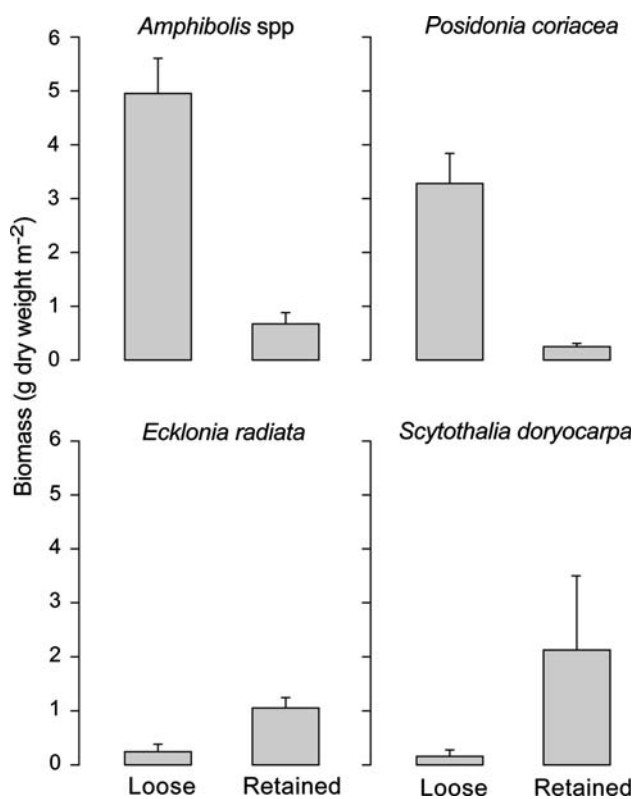 Amphibolis spp
Posidonia coriacea
6
5
4
3
2
1
0
Biomass (g dry weight m⁻²)
Ecklonia radiata
Scytothalia doryocarpa
6
5
4
3
2
1
0
Loose Retained Loose Retained